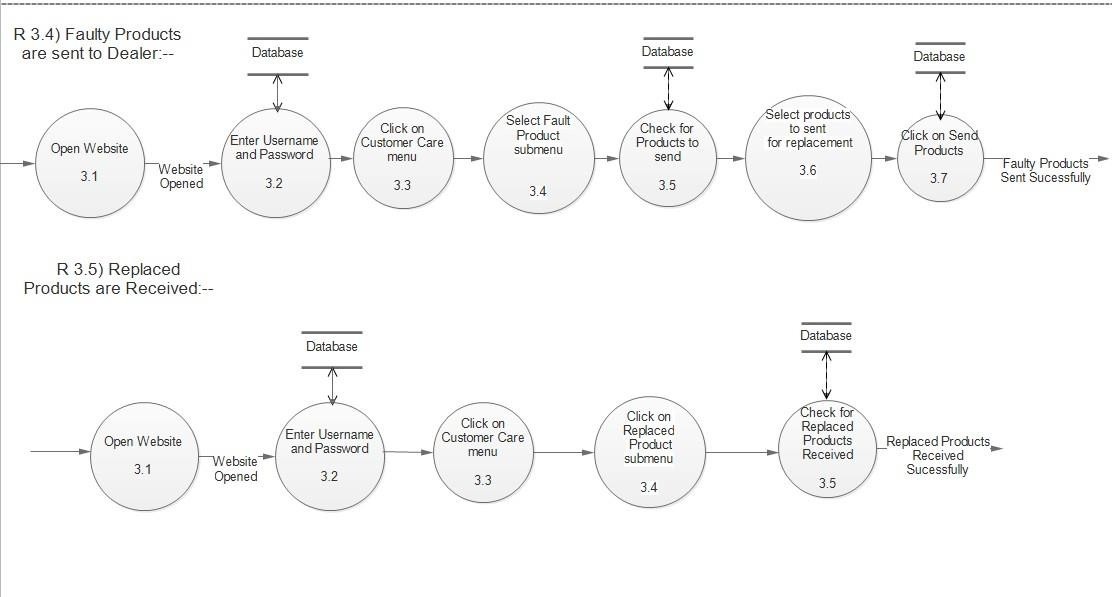 R 3.4) Faulty Products
are sent to Dealer:--
Database
Database
Database
Open Website
3.1
Website
Opened
Enter Username
and Password
3.2
Click on
Customer Care
menu
3.3
Select Fault
Product
submenu
3.4
Check for
Products to
send
3.5
Select products
to sent
for replacement
3.6
Click on Send
Products
3.7
Faulty Products
Sent Sucessfully
R 3.5) Replaced
Products are Received:--
Database
Database
Open Website
3.1
Website
Opened
Enter Username
and Password
3.2
Click on
Customer Care
menu
3.3
Click on
Replaced
Product
submenu
3.4
Check for
Replaced
Products
Received
3.5
Replaced Products
Received
Sucessfully